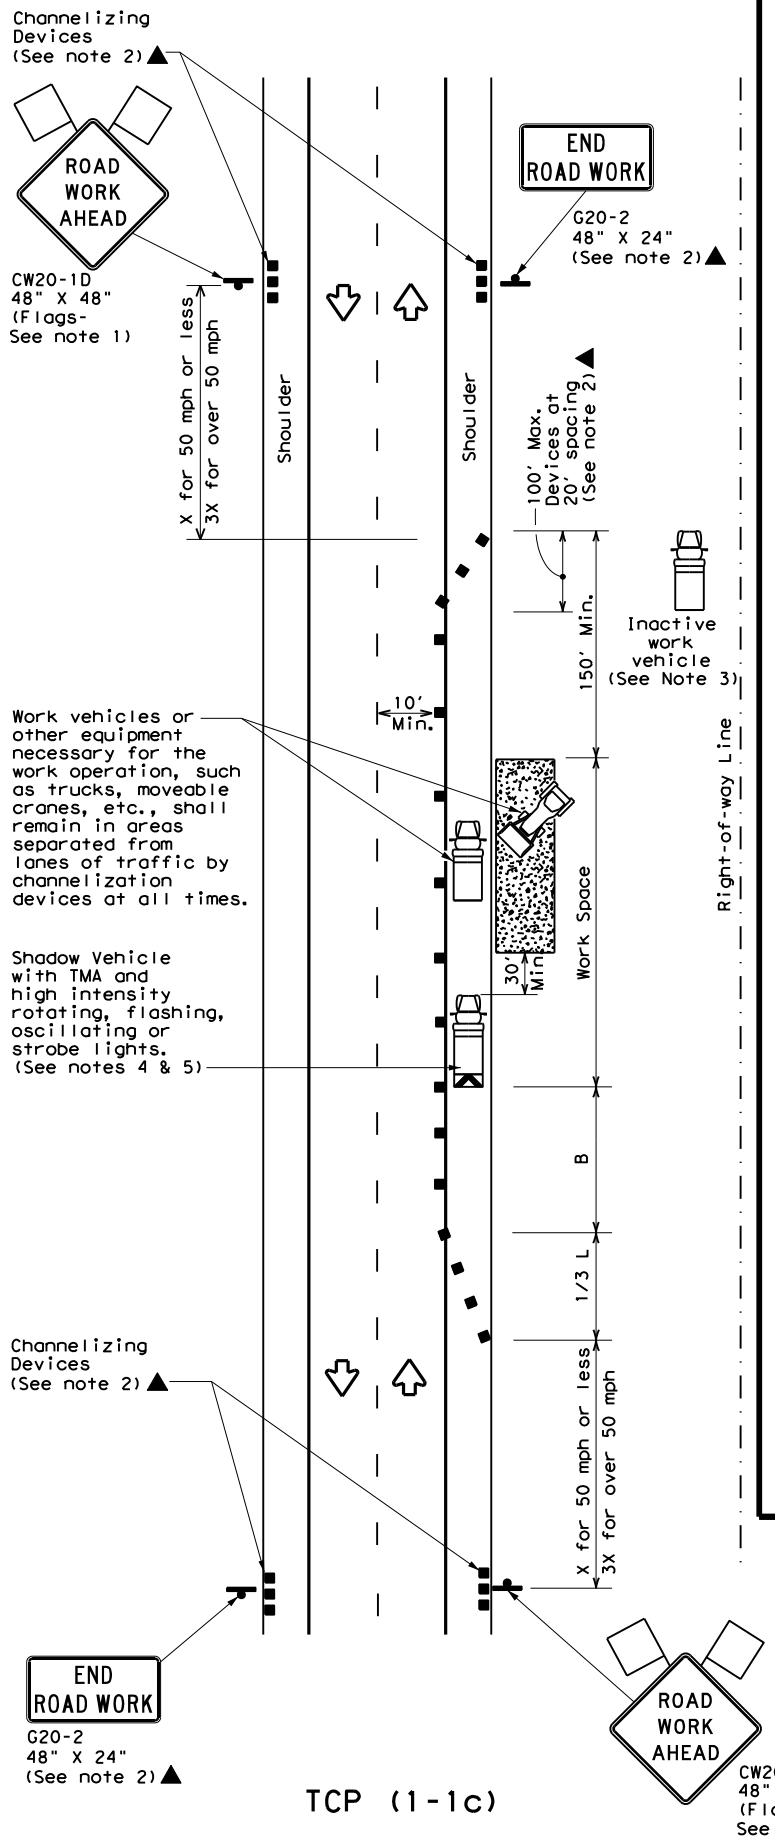 Channelizing
Devices
(See note 2)
ROAD
WORK
AHEAD
CW20-1D
48" X 48"
(Flags-
See note 1)
END
ROAD WORK
G20-2
48" X 24"
(See note 2)
X for 50 mph or less
3X for over 50 mph
Shoulder
Shoulder
100' Max.
Devices at
20' spacing
(See note 2)
150' Min.
Inactive
work
vehicle
(See Note 3)
10'
Min.
Right-of-way Line
Work vehicles or
other equipment
necessary for the
work operation, such
as trucks, moveable
cranes, etc., shall
remain in areas
separated from
lanes of traffic by
channelization
devices at all times.
Work Space
30'
Min.
Shadow Vehicle
with TMA and
high intensity
rotating, flashing,
oscillating or
strobe lights.
(See notes 4 & 5)
B
1/3 L
Channelizing
Devices
(See note 2)
X for 50 mph or less
3X for over 50 mph
END
ROAD WORK
G20-2
48" X 24"
(See note 2)
ROAD
WORK
AHEAD
48"
See
TCP (1-1c)